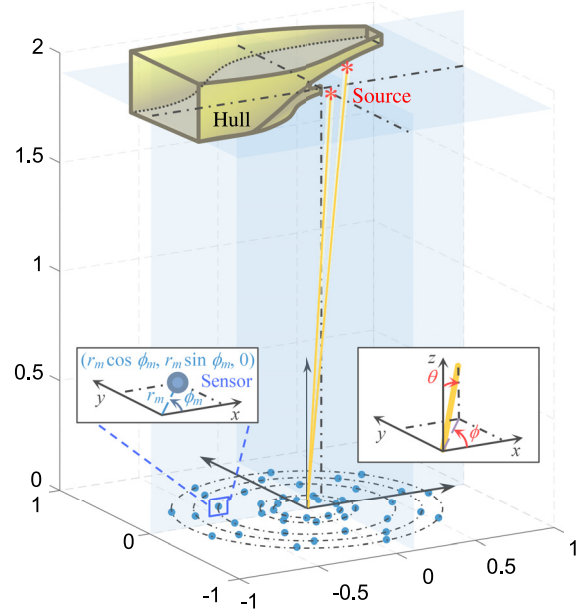 2
Source
Hull
1.5
1
(r_m cos ϕ_m, r_m sin ϕ_m, 0)
Sensor
r_m ϕ_m
y x
z
θ
ϕ
y x
0.5
0
1
0
-1
-1
-0.5
0
0.5
1